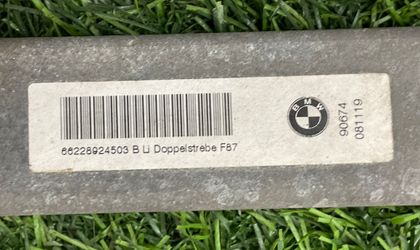 66228924503 B LI Doppelstrebe F87
BMW
90674
081119